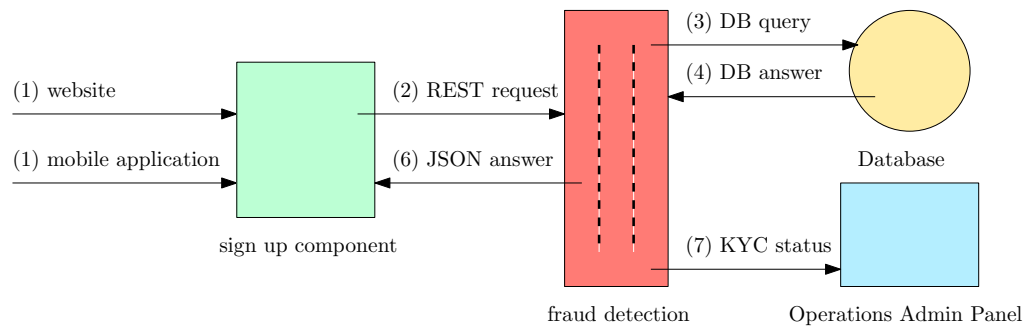 (3) DB query
(1) website
(2) REST request
(4) DB answer
(1) mobile application
(6) JSON answer
Database
sign up component
(7) KYC status
fraud detection
Operations Admin Panel